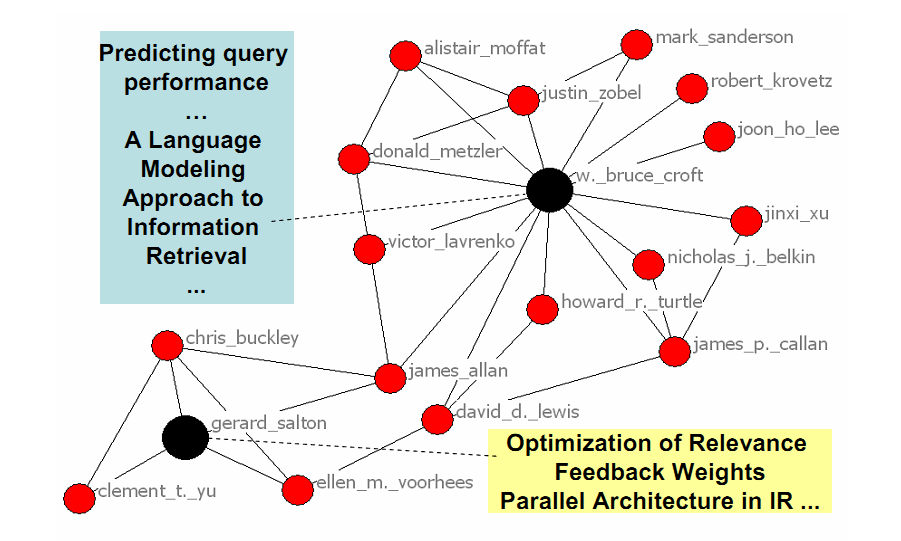 Predicting query
performance
...
A Language
Modeling
Approach to
Information
Retrieval
...
alistair_moffat
mark_sanderson
robert_krovetz
justin_zobel
joon_ho_lee
donald_metzler
w._bruce_croft
jinxi_xu
victor_lavrenko
nicholas_j._belkin
howard_r._turtle
chris_buckley
james_p._callan
james_allan
david_d._lewis
gerard_salton
ellen_m._voorhees
clement_t._yu
Optimization of Relevance
Feedback Weights
Parallel Architecture in IR ...